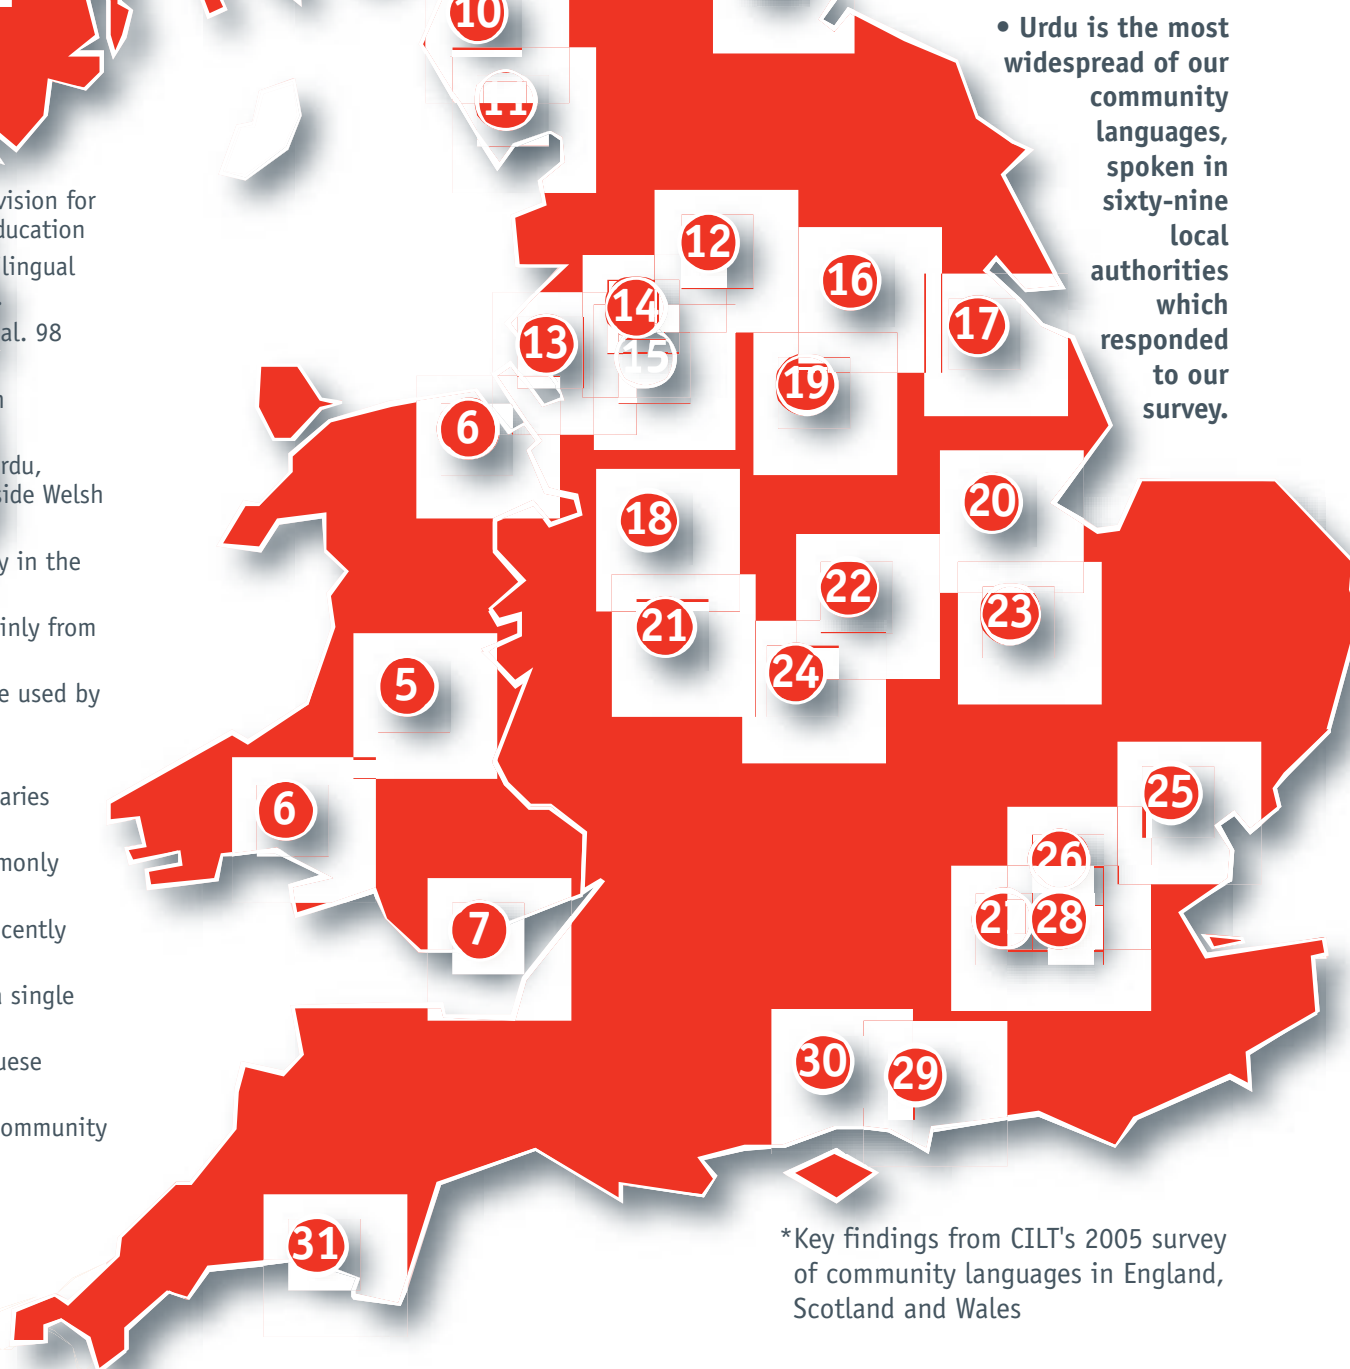 • Urdu is the most
widespread of our
community
languages,
spoken in
sixty-nine
local
authorities
which
responded
to our
survey.
vision for
ducation
lingual
al. 98
rdu,
side Welsh
y in the
inly from
e used by
aries
monly
cently
single
uese
ommunity
10
11
12
14
16
13
15
17
19
6
18
20
22
21
23
24
5
6
25
26
7
2
28
30
29
31
*Key findings from CILT's 2005 survey
of community languages in England,
Scotland and Wales